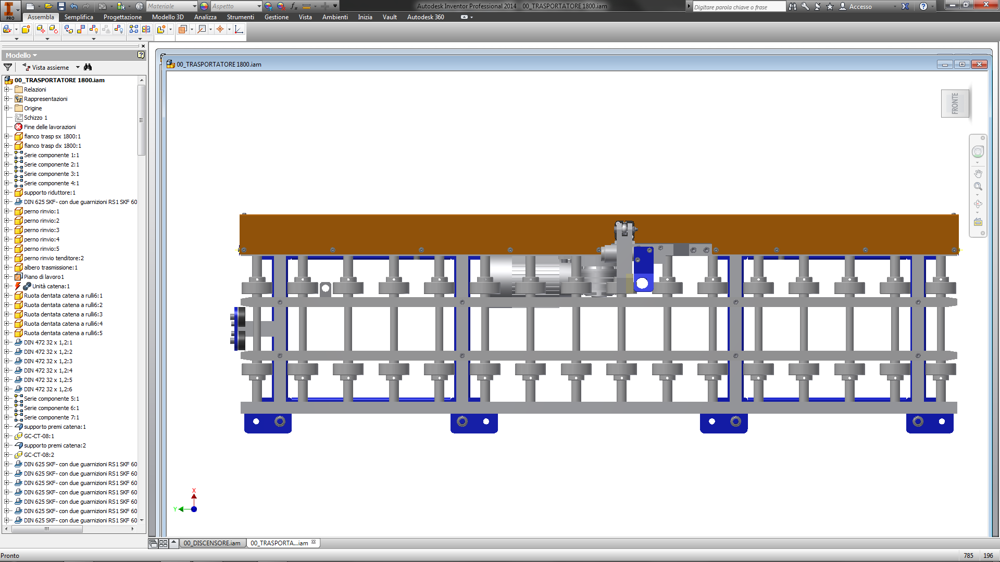 PRO
Materiale
Aspetto
Autodesk Inventor Professional 2014 00_TRASPORTATORE 1800.iam
Digitare parola chiave o frase
Accesso
Assembla Semplifica Progettazione Modello 3D Analizza Strumenti Gestione Vista Ambienti Inizia Vault Autodesk 360
Modello
Vista assieme
00_TRASPORTATORE 1800.iam
00_TRASPORTATORE 1800.iam
Relazioni
Rappresentazioni
Origine
Schizzo 1
Fine delle lavorazioni
fianco trasp sx 1800:1
fianco trasp dx 1800:1
Serie componente 1:1
Serie componente 2:1
Serie componente 3:1
Serie componente 4:1
supporto riduttore:1
DIN 625 SKF- con due guarnizioni RS1 SKF 60
perno rinvio:1
perno rinvio:2
perno rinvio:3
perno rinvio:4
perno rinvio:5
perno rinvio tenditore:2
albero trasmissione:1
Piano di lavoro1
Unità catena:1
Ruota dentata catena a rulli6:1
Ruota dentata catena a rulli6:2
Ruota dentata catena a rulli6:3
Ruota dentata catena a rulli6:4
Ruota dentata catena a rulli6:5
DIN 472 32 x 1,2:1
DIN 472 32 x 1,2:2
DIN 472 32 x 1,2:3
DIN 472 32 x 1,2:4
DIN 472 32 x 1,2:5
DIN 472 32 x 1,2:6
Serie componente 5:1
Serie componente 6:1
Serie componente 7:1
supporto premi catena:1
GC-CT-08:1
supporto premi catena:2
GC-CT-08:2
DIN 625 SKF- con due guarnizioni RS1 SKF 60
DIN 625 SKF- con due guarnizioni RS1 SKF 60
DIN 625 SKF- con due guarnizioni RS1 SKF 60
DIN 625 SKF- con due guarnizioni RS1 SKF 60
DIN 625 SKF- con due guarnizioni RS1 SKF 60
DIN 625 SKF- con due guarnizioni RS1 SKF 60
DIN 625 SKF- con due guarnizioni RS1 SKF 60
FRONTE
X
Y
00_DISCENSORE.iam
00_TRASPORTA...iam
Pronto
785 196